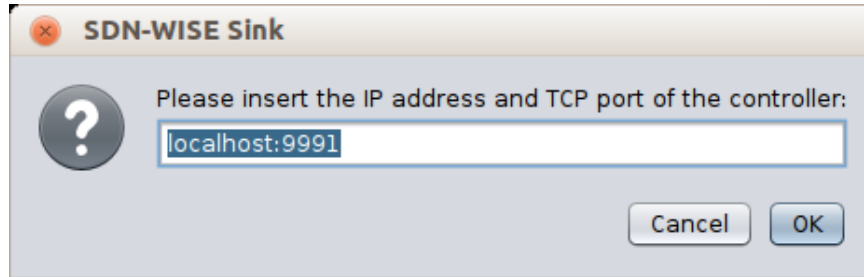 SDN-WISE Sink
Please insert the IP address and TCP port of the controller:
localhost:9991
Cancel OK